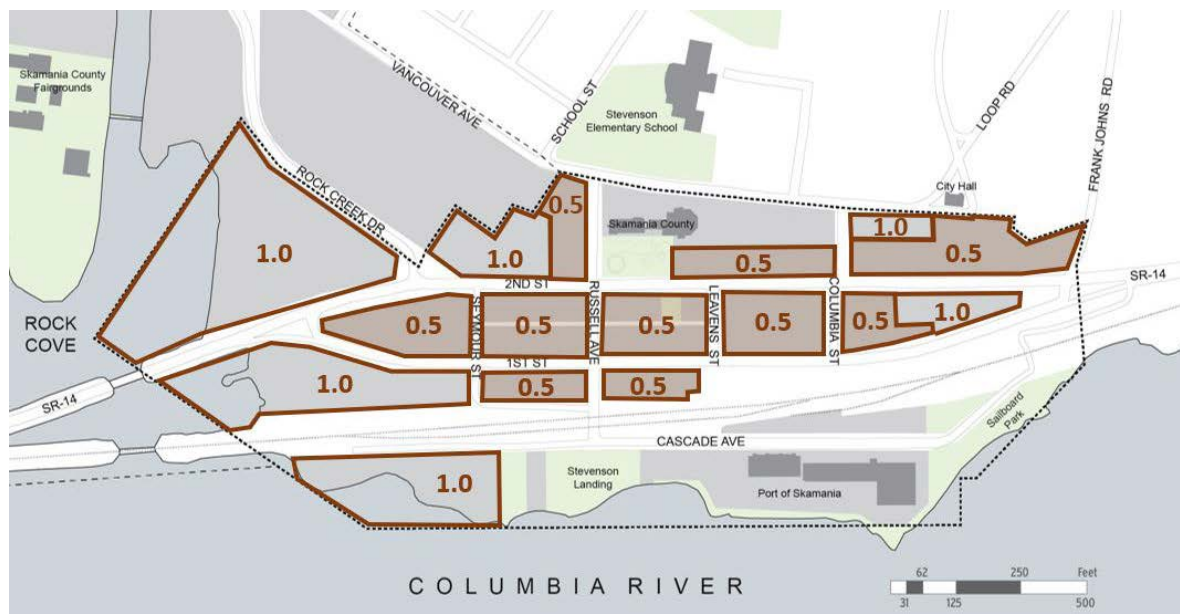 Skamania County
Fairgrounds
VANCOUVER AVE
SCHOOL ST
Stevenson
Elementary School
LOOP RD
FRANK JOHNS RD
City Hall
ROCK CREEK DR
0.5
Skamania County
1.0
1.0
1.0
0.5
0.5
2ND ST
SR-14
ROCK
COVE
SEYMOUR ST
RUSSELL AVE
LEAVENS ST
COLUMBIA ST
0.5
0.5
0.5
0.5
0.5
1.0
1ST ST
1.0
0.5
0.5
SR-14
CASCADE AVE
Sailboard
Park
1.0
Stevenson
Landing
Port of Skamania
COLUMBIA RIVER
62
250
Feet
31
125
500